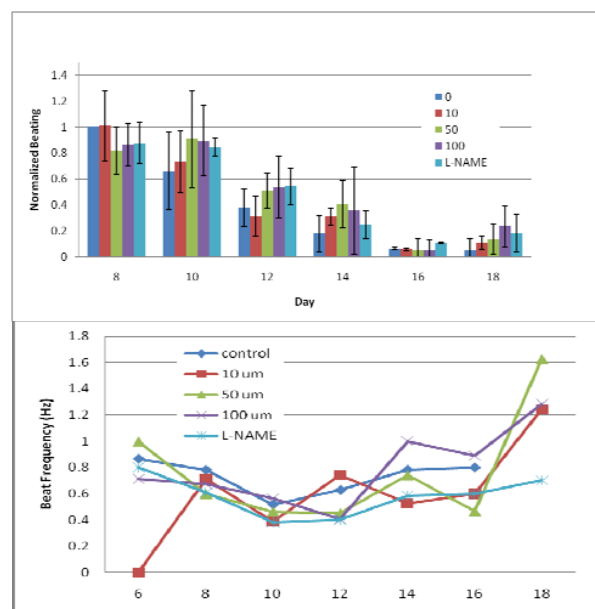 1.4
1.2
1
0.8
0.6
0.4
0.2
0
Normalized Beating
0
10
50
100
L-NAME
8 10 12 14 16 18
Day
1.8
1.6
1.4
1.2
1
0.8
0.6
0.4
0.2
0
Beat Frequency (Hz)
control
10 um
50 um
100 um
L-NAME
6 8 10 12 14 16 18